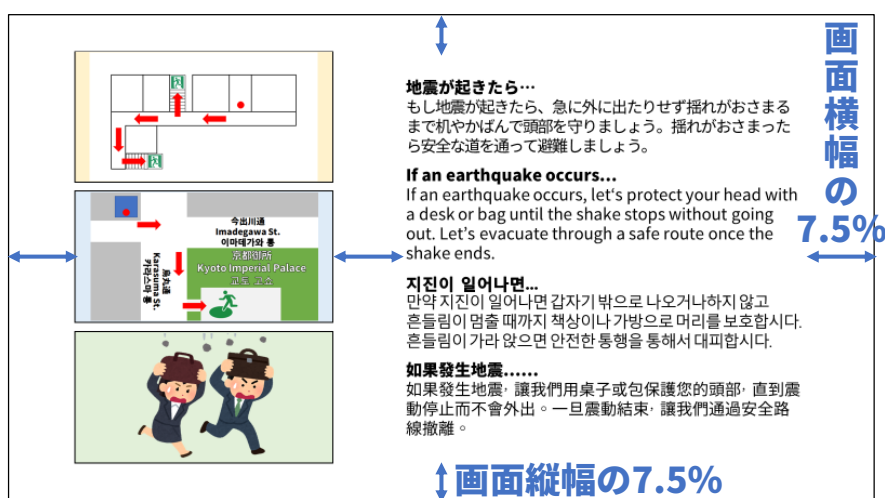 今出川通
Imadegawa St.
이마데가와 통
京都御所
Kyoto Imperial Palace
교토 고쇼
烏丸通
Karasuma St.
카라스마 통
地震が起きたら…
もし地震が起きたら、急に外に出たりせず揺れがおさまる
まで机やかばんで頭部を守りましょう。揺れがおさまった
ら安全な道を通って避難しましょう。
If an earthquake occurs...
If an earthquake occurs, let‘s protect your head with
a desk or bag until the shake stops without going
out. Let’s evacuate through a safe route once the
shake ends.
지진이 일어나면...
만약 지진이 일어나면 갑자기 밖으로 나오거나하지 않고
흔들림이 멈출 때까지 책상이나 가방으로 머리를 보호합시다.
흔들림이 가라 앉으면 안전한 통행을 통해서 대피합시다.
如果發生地震……
如果發生地震，讓我們用桌子或包保護您的頭部，直到震
動停止而不會外出。一旦震動結束，讓我們通過安全路
線撤離。
画面横幅の
7.5%
画面縦幅の7.5%